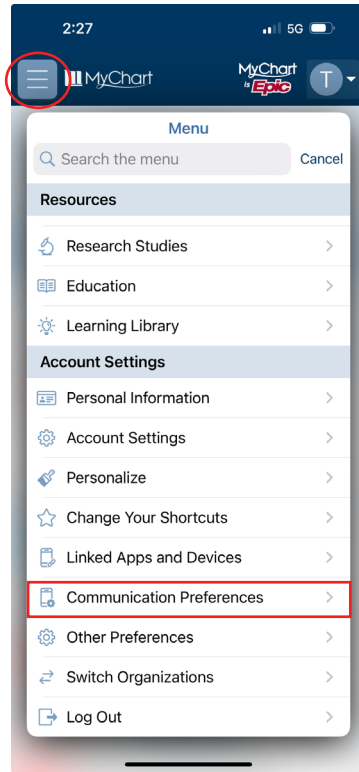 2:27 5G
MyChart MyChart
is Epic T
Menu
Search the menu Cancel
Resources
Research Studies
Education
Learning Library
Account Settings
Personal Information
Account Settings
Personalize
Change Your Shortcuts
Linked Apps and Devices
Communication Preferences
Other Preferences
Switch Organizations
Log Out